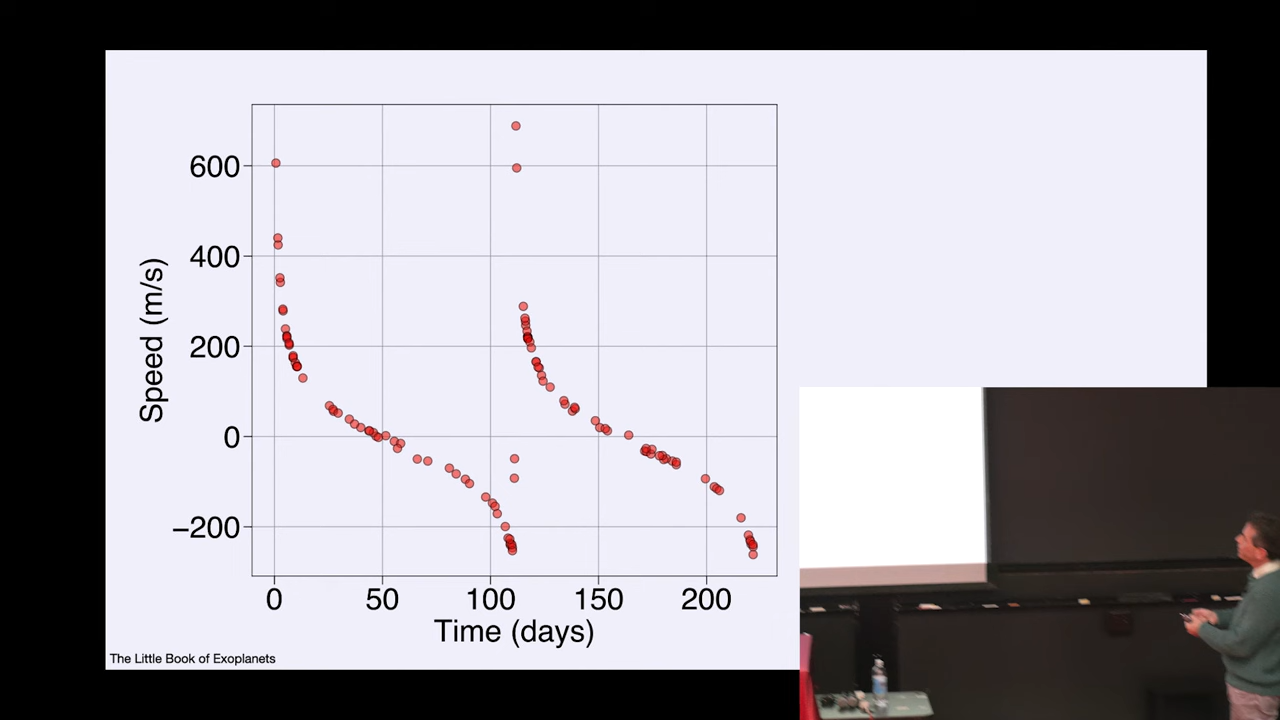 600
400
200
0
−200
Speed (m/s)
0 50 100 150 200
Time (days)
The Little Book of Exoplanets